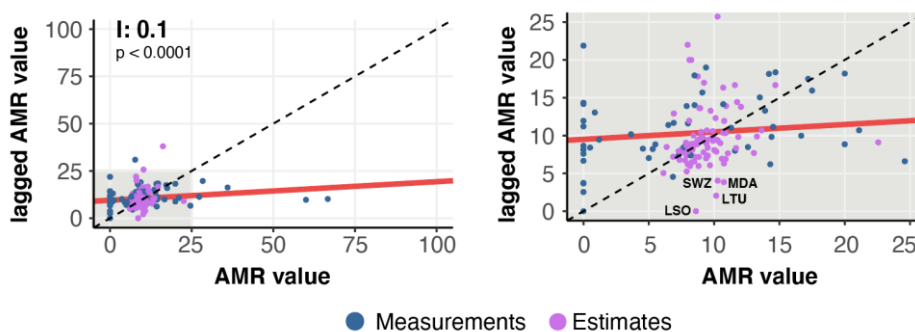 I: 0.1
p < 0.0001
lagged AMR value
100
75
50
25
0
0
25
50
75
100
AMR value
lagged AMR value
25
20
15
10
5
0
SWZ
MDA
LTU
LSO
0
5
10
15
20
25
AMR value
Measurements
Estimates